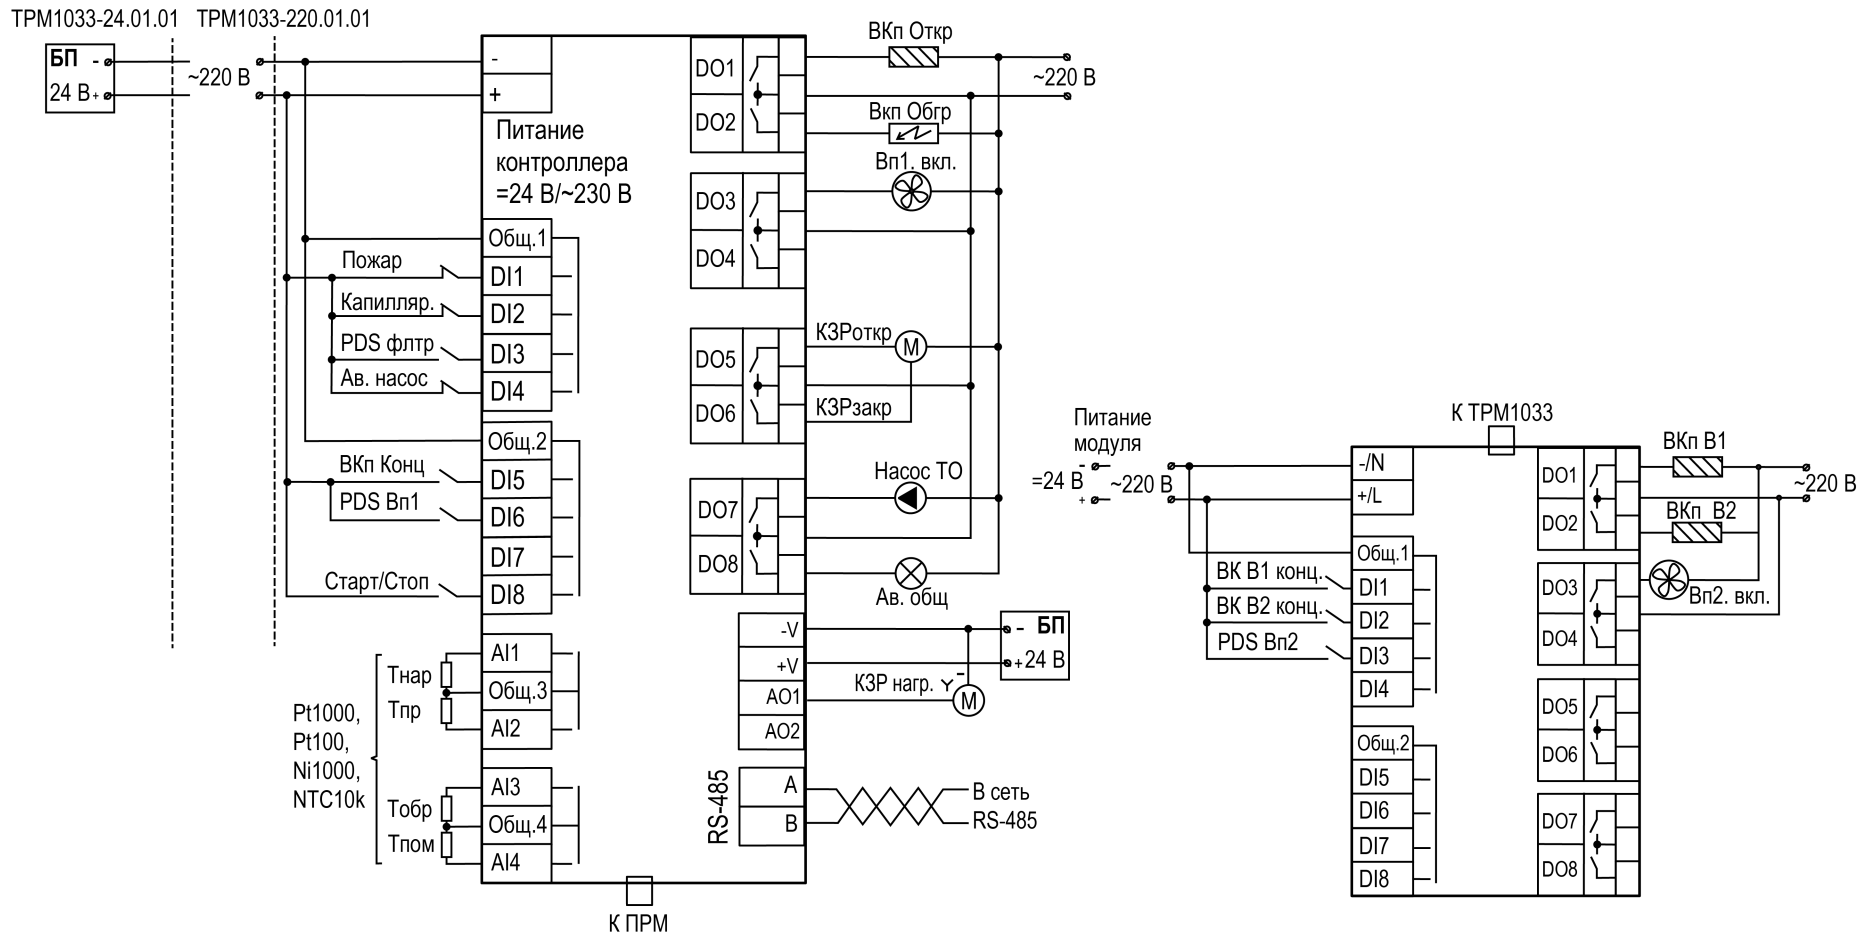 ТРМ1033-24.01.01 ТРМ1033-220.01.01
БП -
24 В +
~220 В
-
+
Питание
контроллера
=24 В/~230 В
Общ.1
Пожар
DI1
Капилляр.
DI2
PDS флтр
DI3
Ав. насос
DI4
Общ.2
ВКп Конц
DI5
PDS Вп1
DI6
DI7
Старт/Стоп
DI8
AI1
Тнар
Общ.3
Тпр
AI2
Pt1000,
Pt100,
Ni1000,
NTC10k
AI3
Тобр
Общ.4
Тпом
AI4
К ПРМ
DO1
DO2
DO3
DO4
DO5
DO6
DO7
DO8
ВКп Откр
~220 В
Вкп Обгр
Вп1. вкл.
КЗРоткр
М
КЗРзакр
Насос ТО
Ав. общ
-V
+V
AO1
AO2
- БП
+ 24 В
КЗР нагр. Y -
М
RS-485
A
B
В сеть
RS-485
К ТРМ1033
Питание
модуля
-
=24 В
+
~220 В
-/N
+/L
Общ.1
ВК В1 конц.
DI1
ВК В2 конц.
DI2
PDS Вп2
DI3
DI4
Общ.2
DI5
DI6
DI7
DI8
DO1
DO2
DO3
DO4
DO5
DO6
DO7
DO8
ВКп В1
~220 В
ВКп В2
Вп2. вкл.